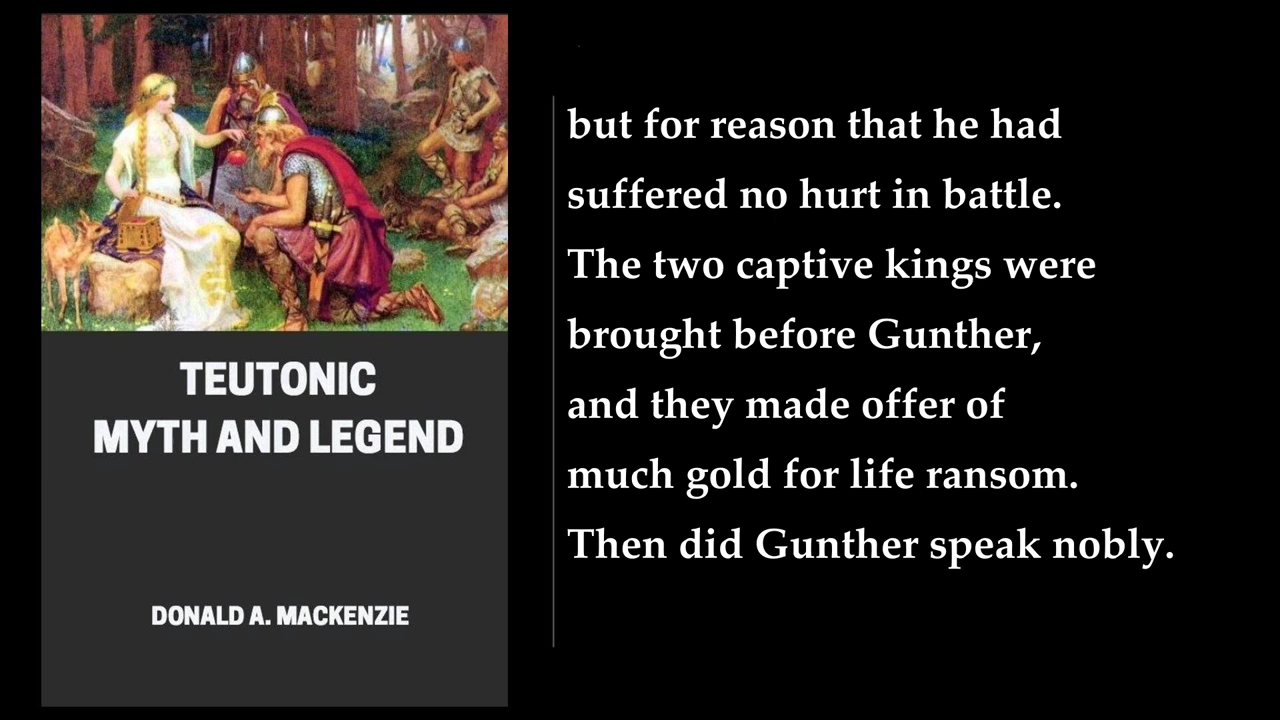 TEUTONIC
MYTH AND LEGEND
DONALD A. MACKENZIE
but for reason that he had
suffered no hurt in battle.
The two captive kings were
brought before Gunther,
and they made offer of
much gold for life ransom.
Then did Gunther speak nobly.